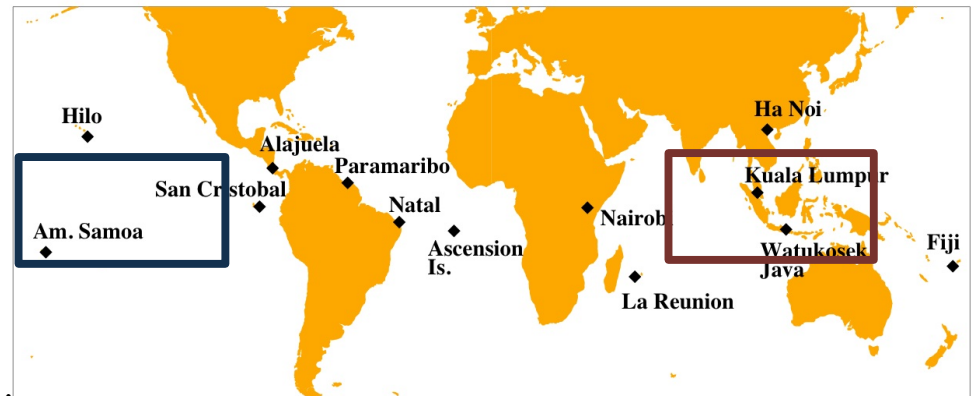 Hilo
Ha Noi
Alajuela
Paramaribo
Kuala Lumpur
San Cristobal
Natal
Nairobi
Am. Samoa
Ascension
Is.
Watukosek
Java
Fiji
La Reunion